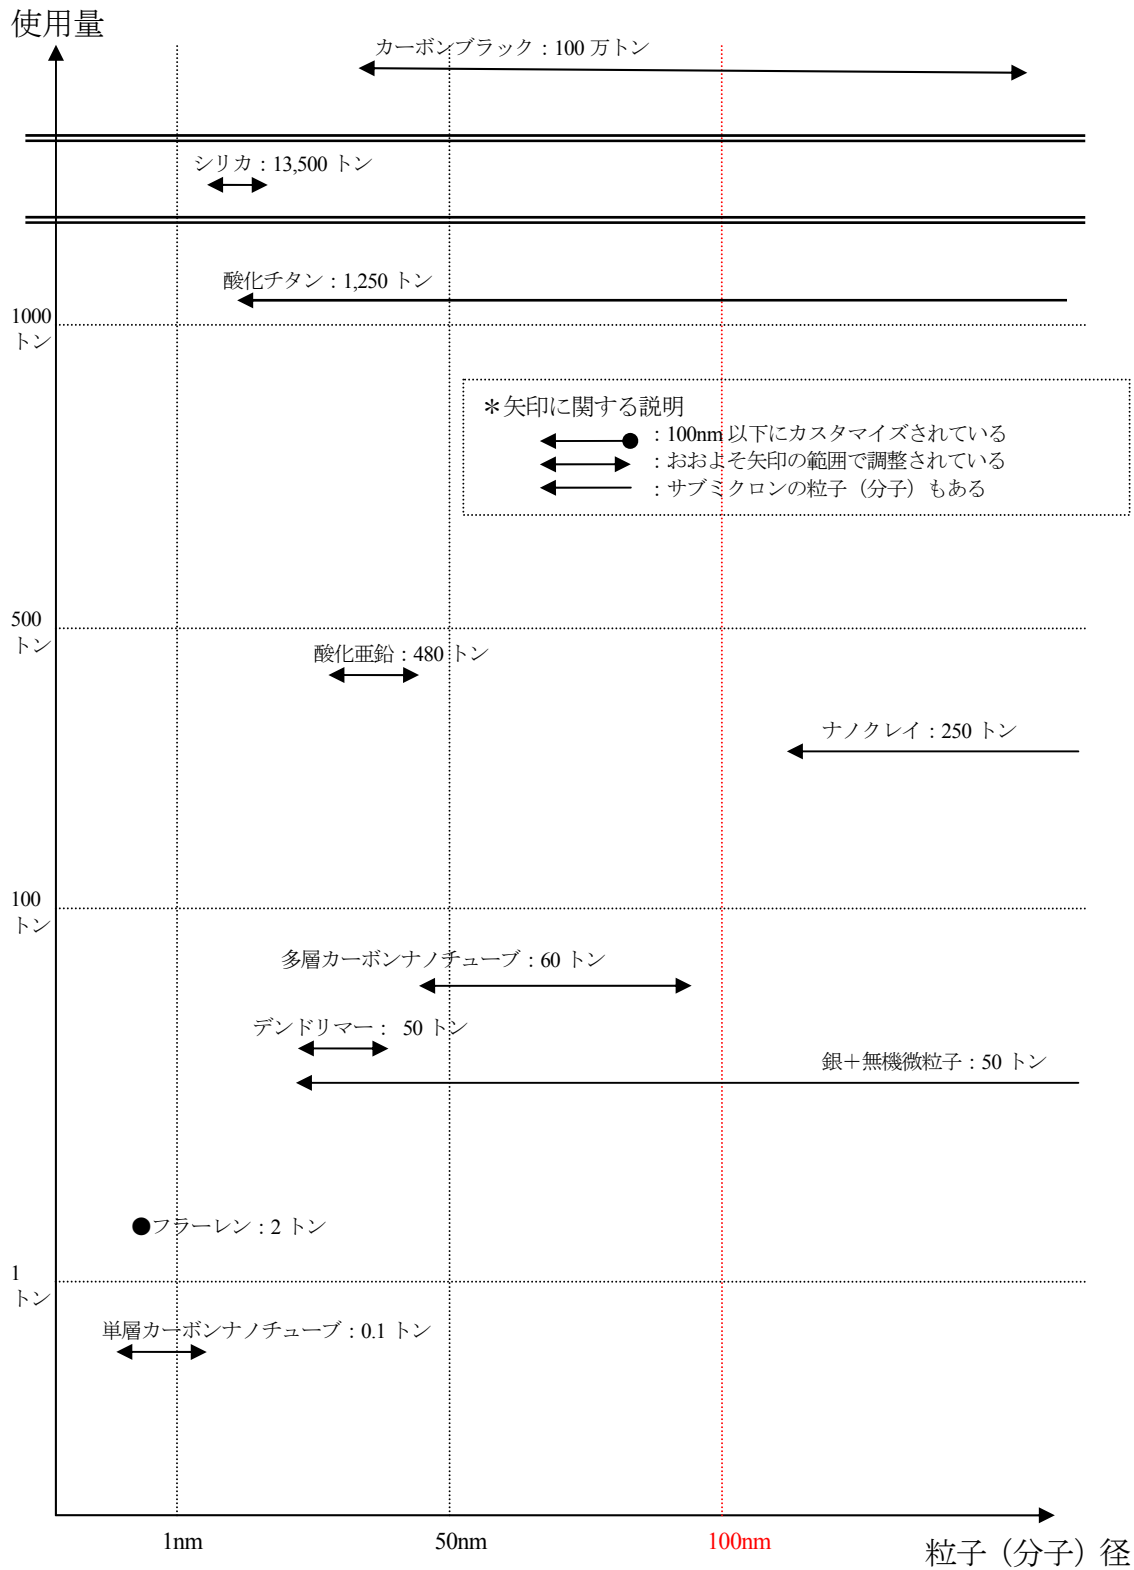 使用量
カーボンブラック：100 万トン
シリカ：13,500 トン
酸化チタン：1,250 トン
1000
トン
＊矢印に関する説明
：100nm 以下にカスタマイズされている
：おおよそ矢印の範囲で調整されている
：サブミクロンの粒子（分子）もある
500
トン
酸化亜鉛：480 トン
ナノクレイ：250 トン
100
トン
多層カーボンナノチューブ：60 トン
デンドリマー： 50 トン
銀＋無機微粒子：50 トン
フラーレン：2 トン
1
トン
単層カーボンナノチューブ：0.1 トン
1nm 50nm 100nm
粒子（分子）径